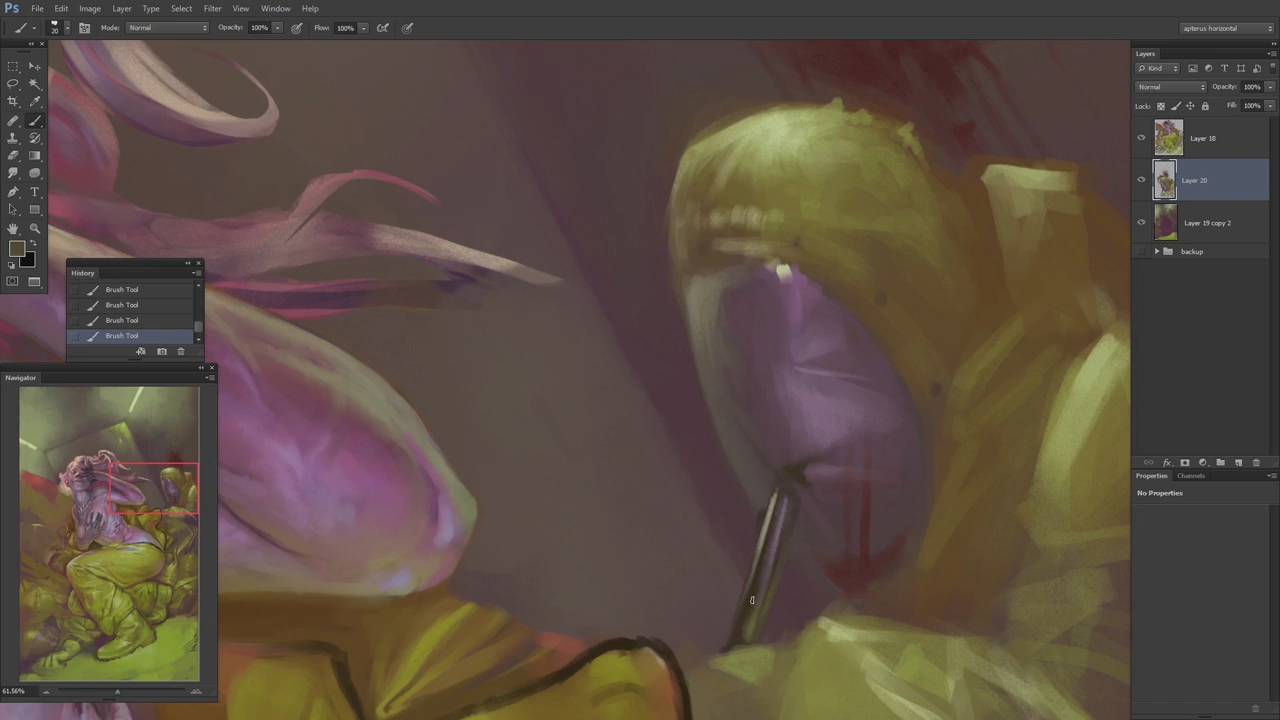 Ps File Edit Image Layer Type Select Filter View Window Help
20 Mode: Normal Opacity: 100% Flow: 100% apterus horizontal
Layers
Kind
Normal Opacity: 100%
Lock: Fill: 100%
Layer 18
Layer 20
Layer 19 copy 2
backup
History
Brush Tool
Brush Tool
Brush Tool
Brush Tool
Navigator
61.56%
Properties Channels
No Properties